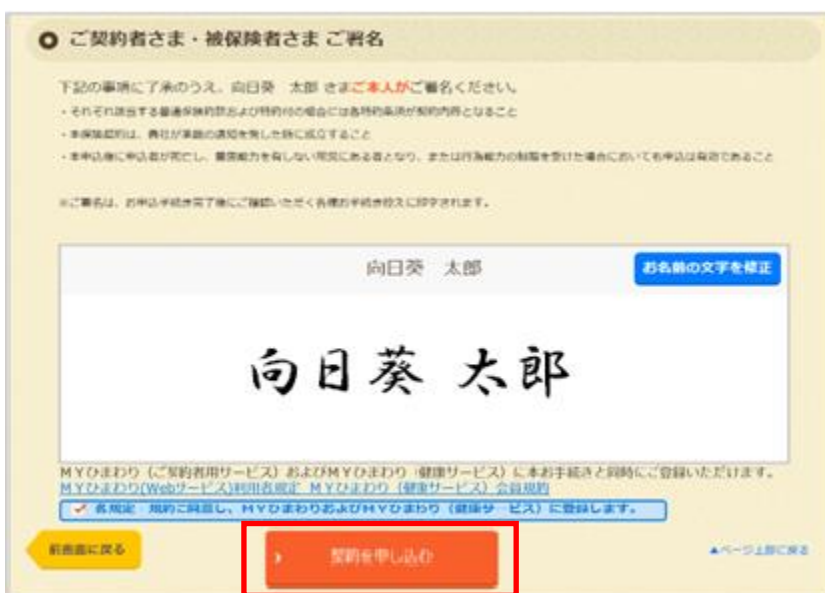 ご契約者さま・被保険者さま ご署名
下記の事項に了承のうえ、向日葵 太郎 さまご本人がご署名ください。
・それぞれ該当する普通保険約款および特約付の場合には各特約条項が契約内容となること
・本保険契約は、貴社が承諾の通知を発した時に成立すること
・本申込後に申込者が死亡し、意思能力を有しない常況にある者となり、または行為能力の制限を受けた場合においても申込は有効であること
※ご署名は、お申込手続き完了後にご確認いただく各種お手続き控えに印字されます。
向日葵 太郎
お名前の文字を修正
向日葵 太郎
MYひまわり（ご契約者用サービス）およびMYひまわり（健康サービス）に本お手続きと同時にご登録いただけます。
MYひまわり(Webサービス)利用者規定 MYひまわり（健康サービス）会員規約
各規定・規約に同意し、MYひまわりおよびMYひまわり（健康サービス）に登録します。
前画面に戻る
契約を申し込む
▲ページ上部に戻る